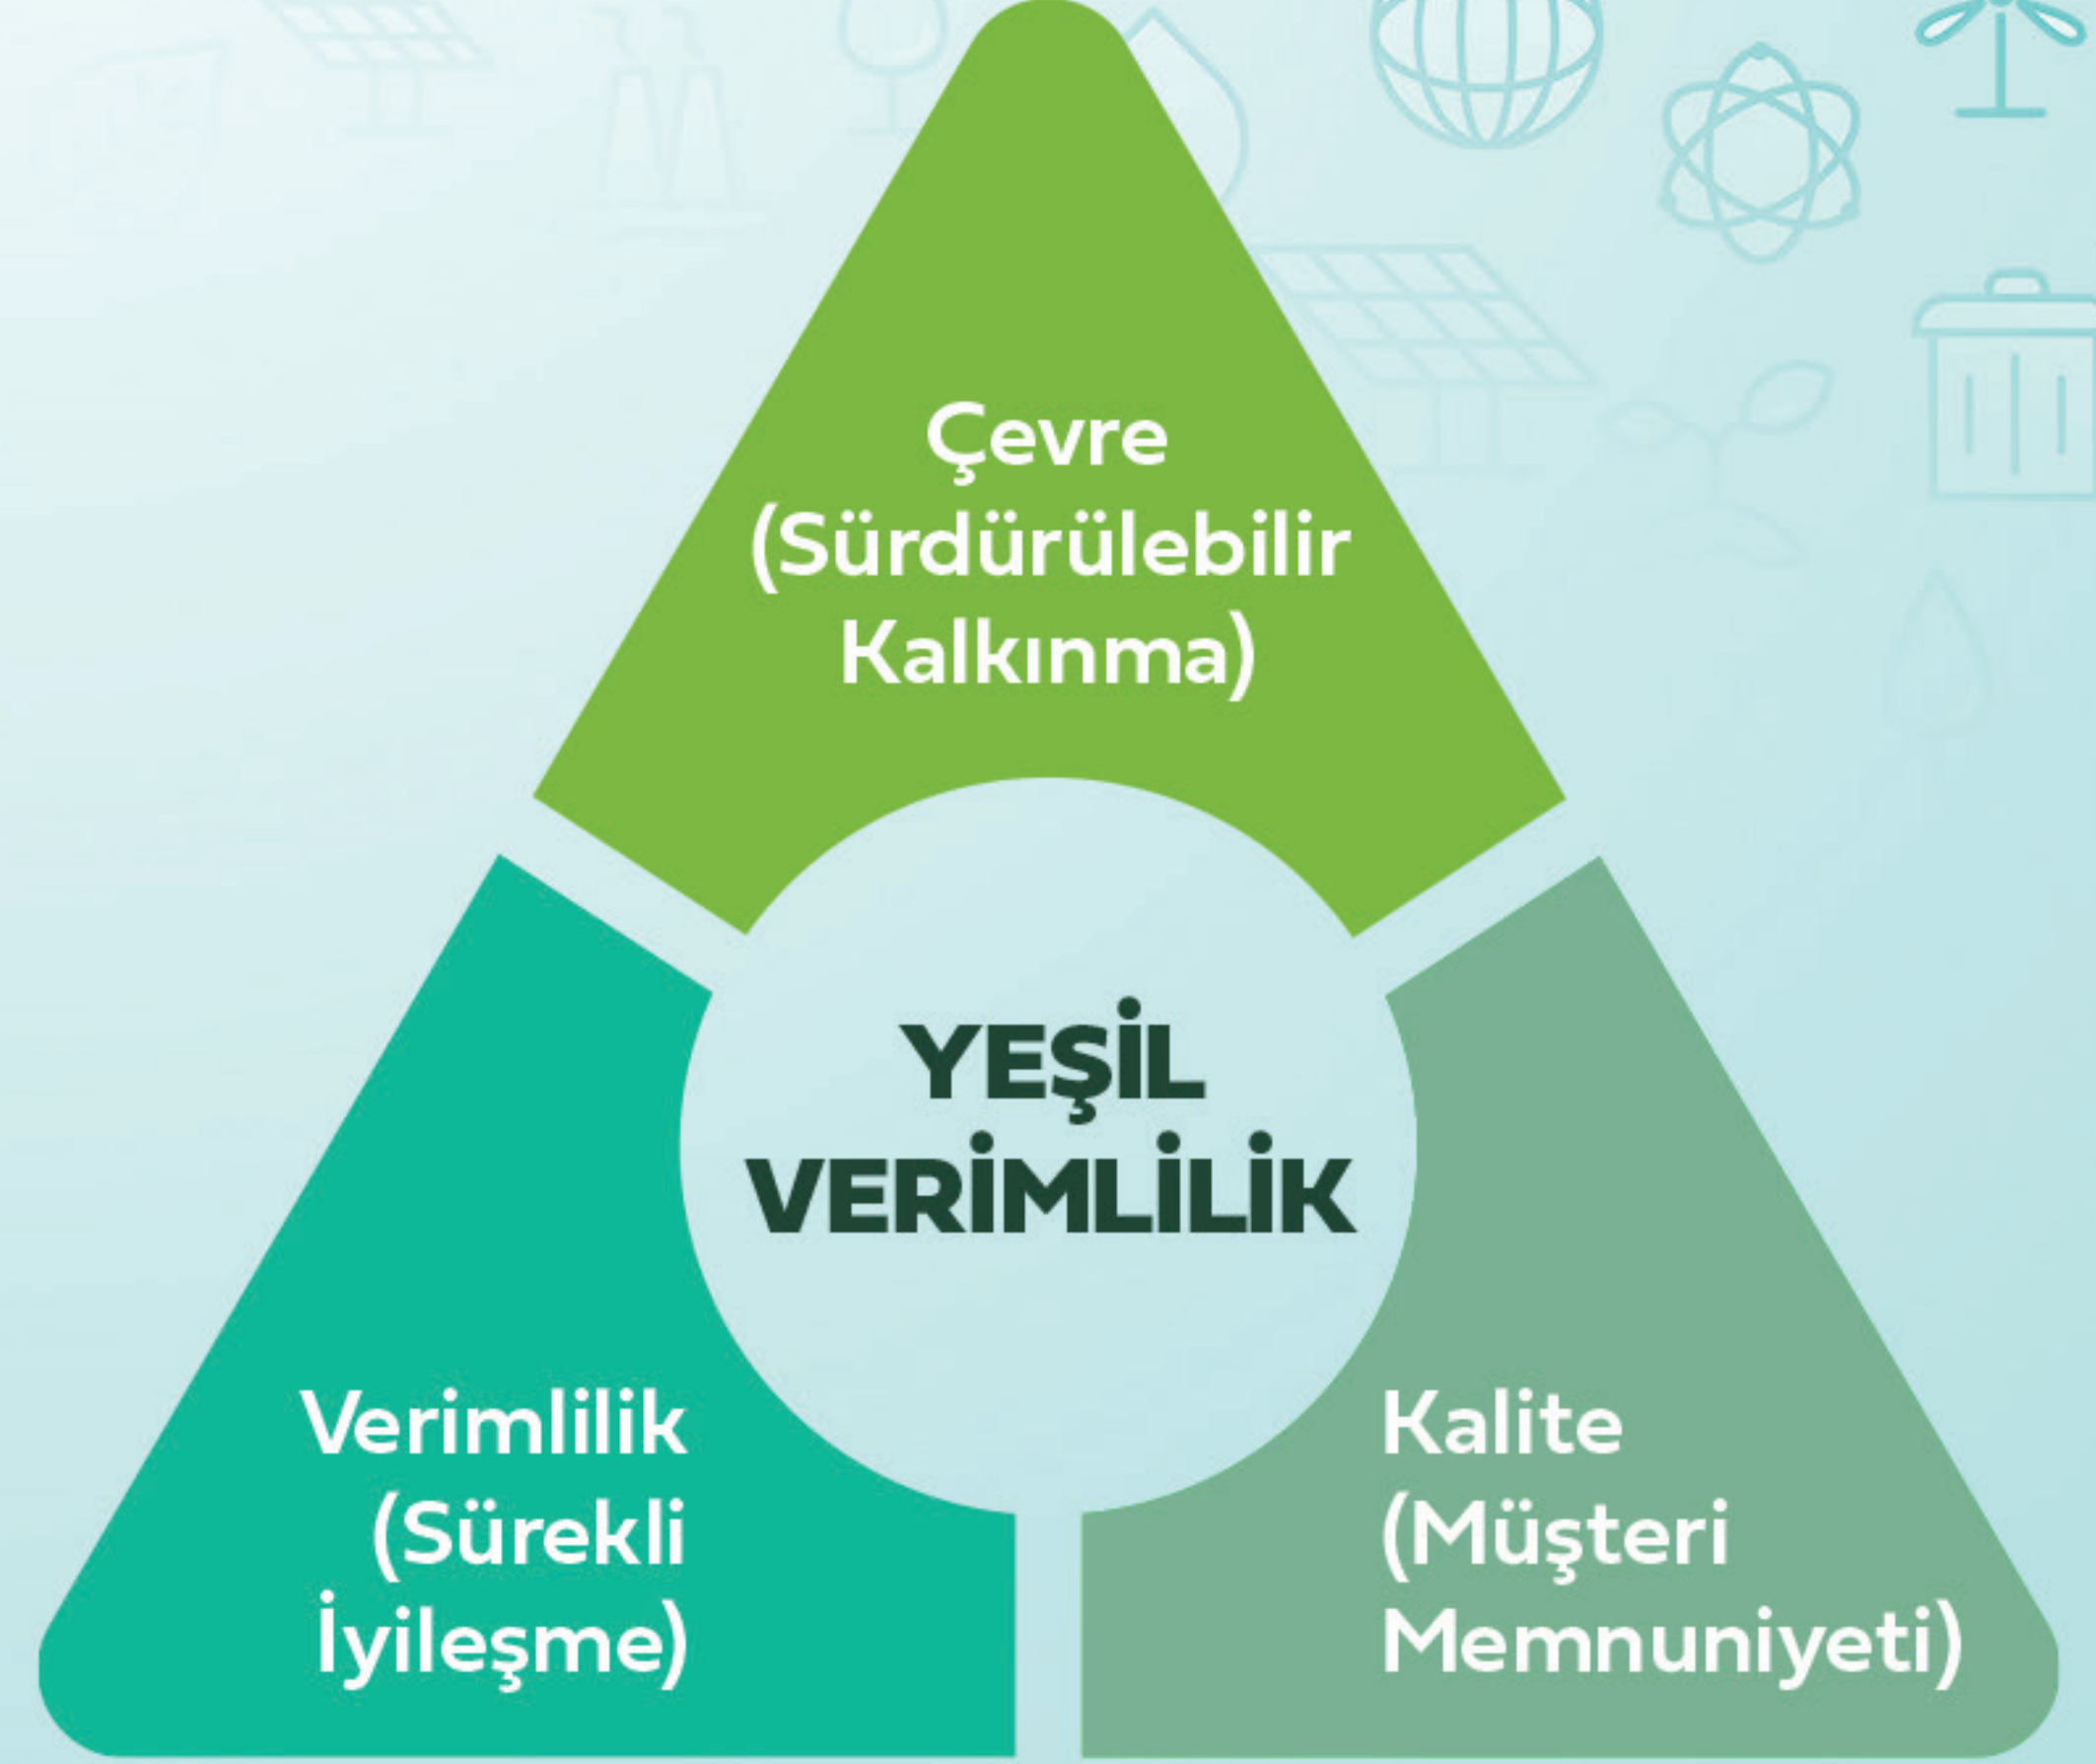 Çevre
(Sürdürülebilir
Kalkınma)
YEŞİL
VERİMLİLİK
Verimlilik
(Sürekli
İyileşme)
Kalite
(Müşteri
Memnuniyeti)